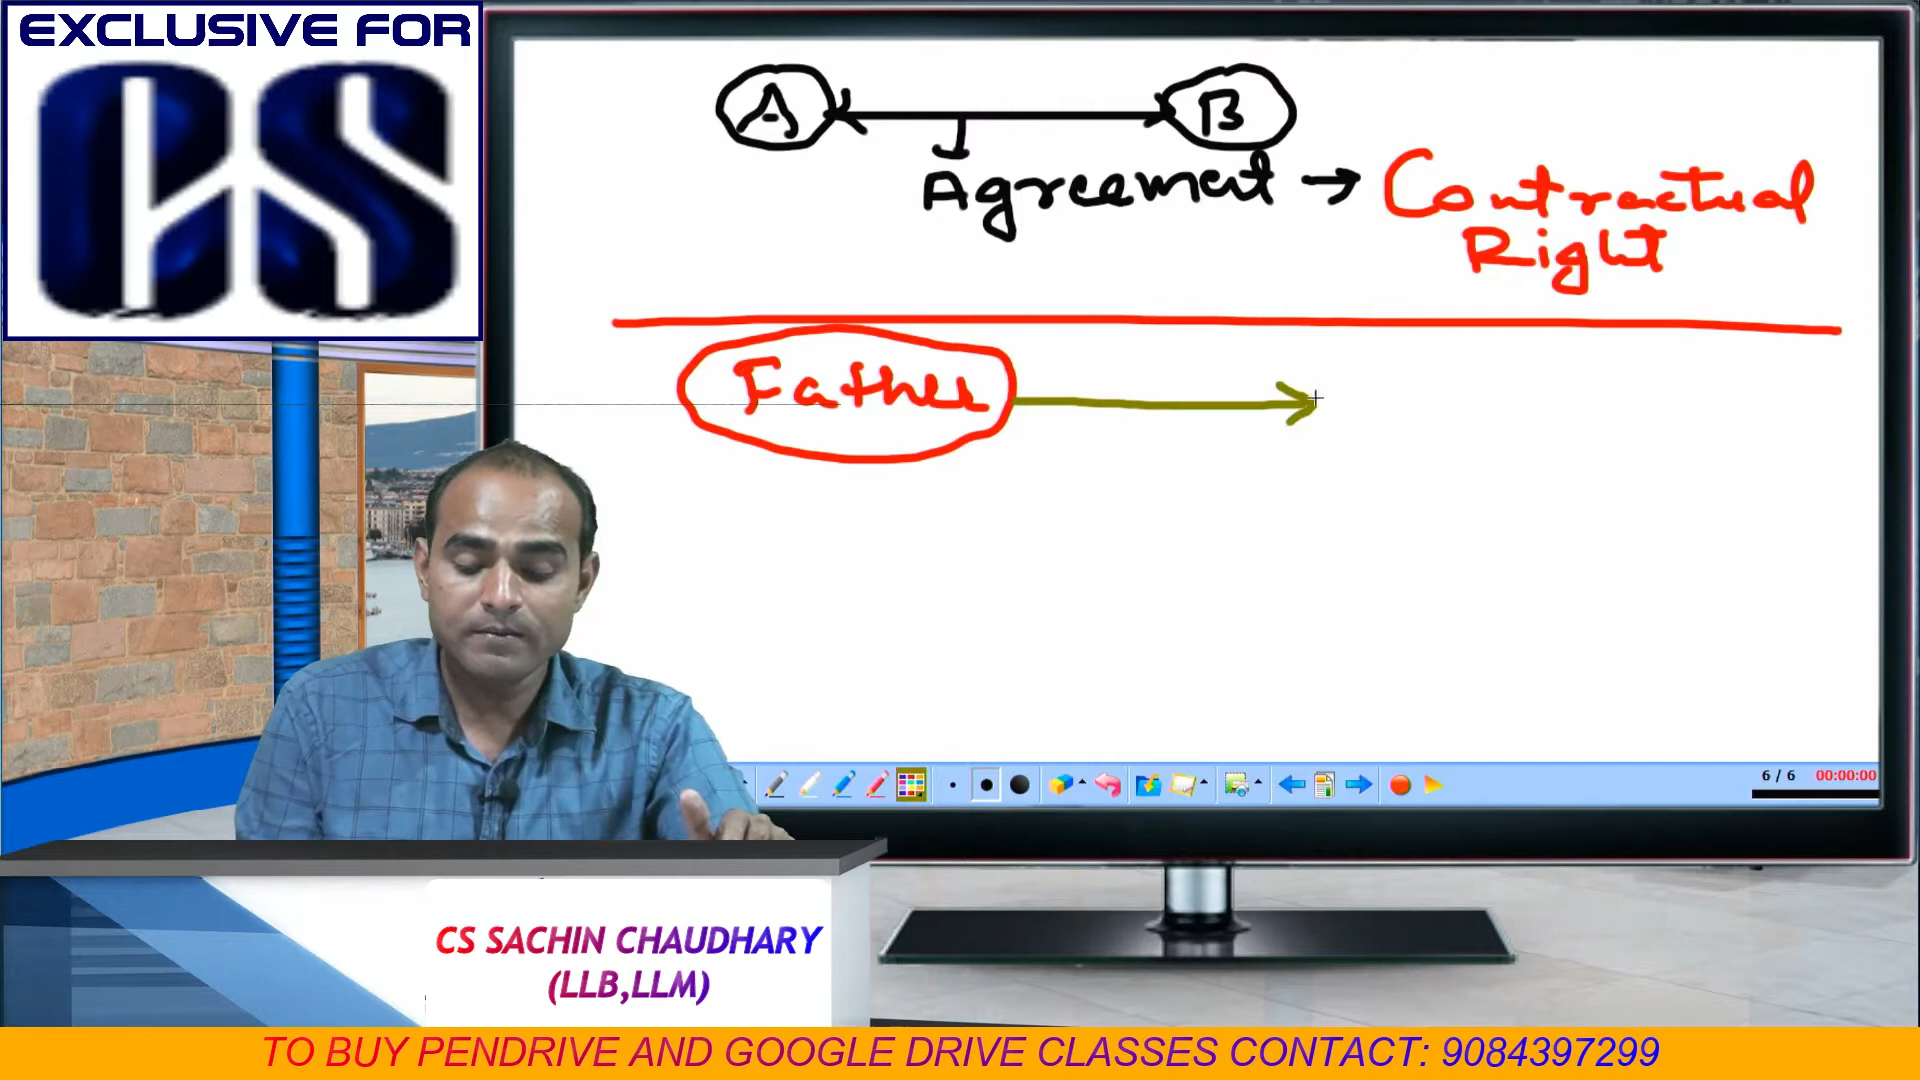 EXCLUSIVE FOR
CS
A
B
Agreement → Contractual
Right
Father
6 / 6
00:00:00
CS SACHIN CHAUDHARY
(LLB,LLM)
TO BUY PENDRIVE AND GOOGLE DRIVE CLASSES CONTACT: 9084397299